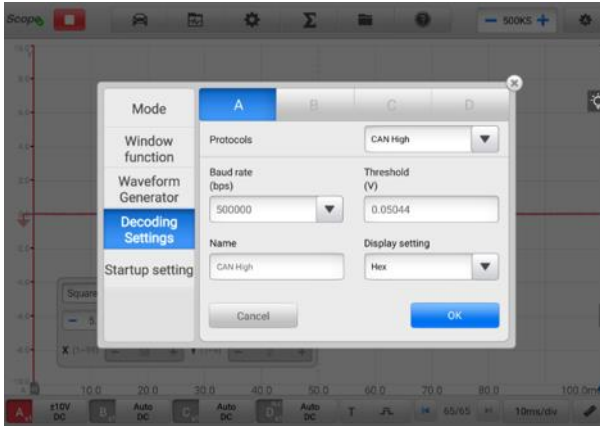 Scope
500KS
Mode
Window
function
Waveform
Generator
Decoding
Settings
Startup setting
A B C D
Protocols
CAN High
Baud rate
(bps)
Threshold
(V)
500000
0.05044
Name
Display setting
CAN High
Hex
Cancel
OK
Square
10.0 20.0 30.0 40.0 50.0 60.0 70.0 80.0 100.0m
A ±10V
DC
B Auto
DC
C Auto
DC
D Auto
DC
T
65/65
10ms/div